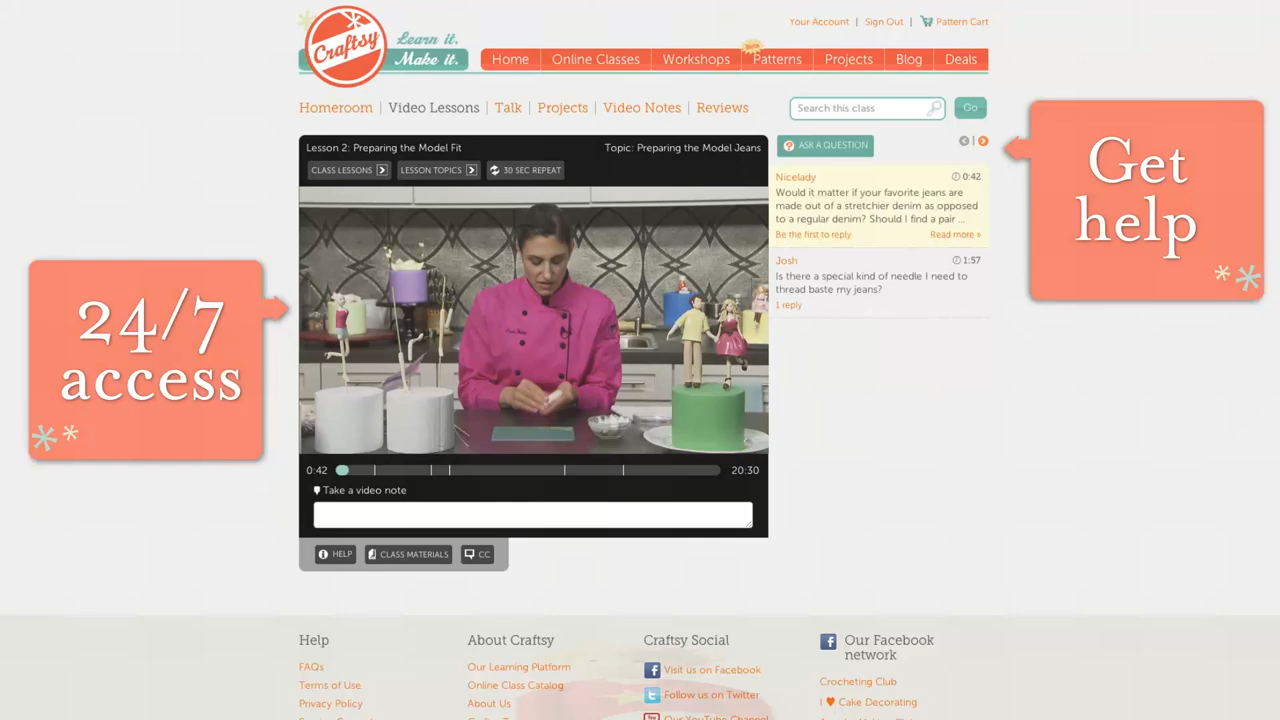 Craftsy
Learn it.
Make it.
Your Account | Sign Out | Pattern Cart
Home Online Classes Workshops Patterns Projects Blog Deals
Homeroom | Video Lessons | Talk | Projects | Video Notes | Reviews
Search this class
Go
Lesson 2: Preparing the Model Fit
Topic: Preparing the Model Jeans
CLASS LESSONS
LESSON TOPICS
30 SEC REPEAT
ASK A QUESTION
Nicelady 0:42
Would it matter if your favorite jeans are
made out of a stretchier denim as opposed
to a regular denim? Should I find a pair ...
Be the first to reply Read more »
Josh 1:57
Is there a special kind of needle I need to
thread baste my jeans?
1 reply
Get
help
24/7
access
0:42 20:30
Take a video note
HELP
CLASS MATERIALS
CC
Help
FAQs
Terms of Use
Privacy Policy
About Craftsy
Our Learning Platform
Online Class Catalog
About Us
Craftsy Social
Visit us on Facebook
Follow us on Twitter
Our YouTube Channel
Our Facebook
network
Crocheting Club
I ♥ Cake Decorating